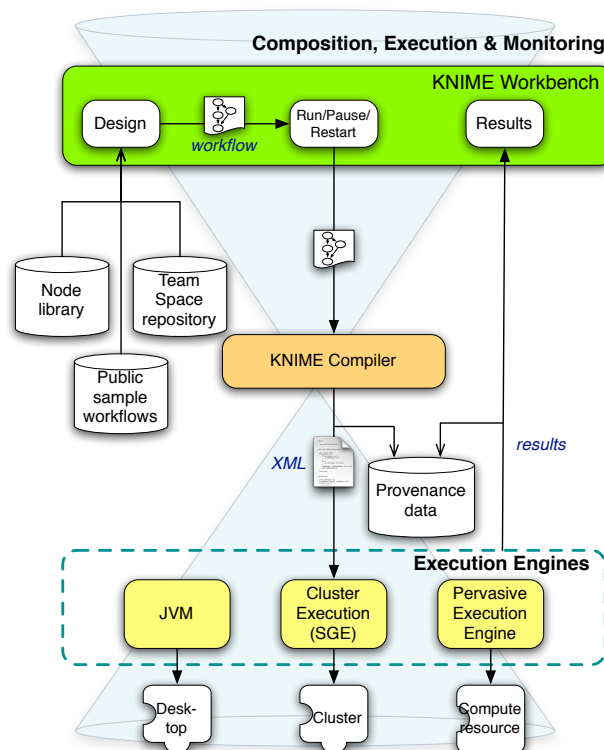 Composition, Execution & Monitoring
KNIME Workbench
Design
workflow
Run/Pause/
Restart
Results
Node
library
Team
Space
repository
Public
sample
workflows
KNIME Compiler
XML
results
Provenance
data
Execution Engines
JVM
Cluster
Execution
(SGE)
Pervasive
Execution
Engine
Desk-
top
Cluster
Compute
resource